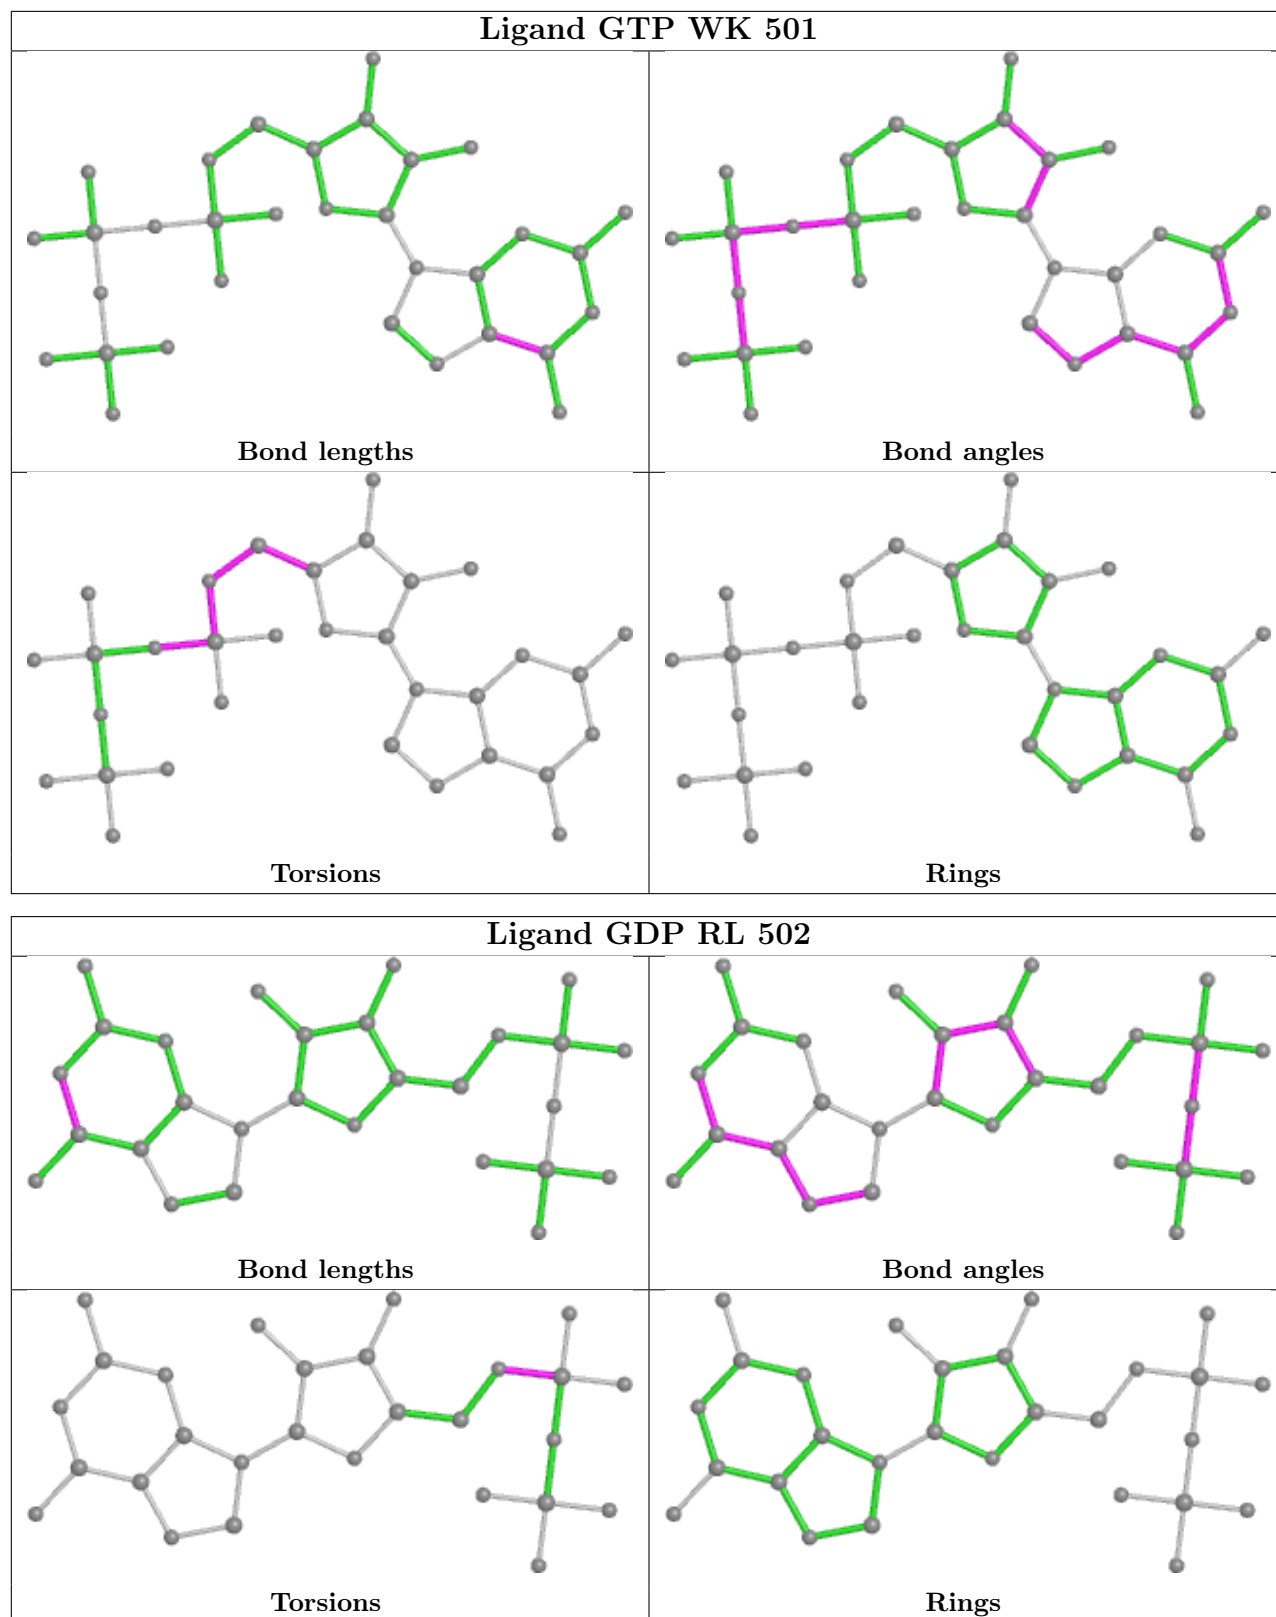 Ligand GTP WK 501
Bond lengths
Bond angles
Torsions
Rings
Ligand GDP RL 502
Bond lengths
Bond angles
Torsions
Rings